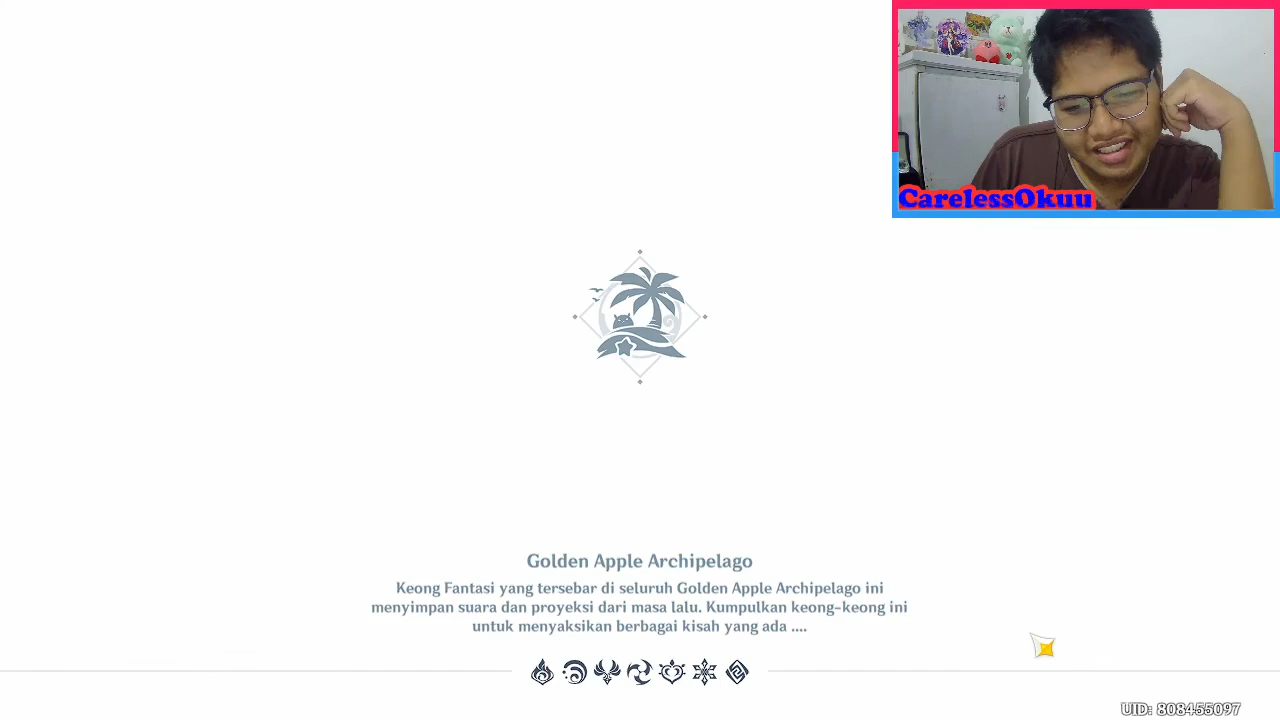 CarelessOkuu
Golden Apple Archipelago
Keong Fantasi yang tersebar di seluruh Golden Apple Archipelago ini
menyimpan suara dan proyeksi dari masa lalu. Kumpulkan keong-keong ini
untuk menyaksikan berbagai kisah yang ada ....
UID: 808455097